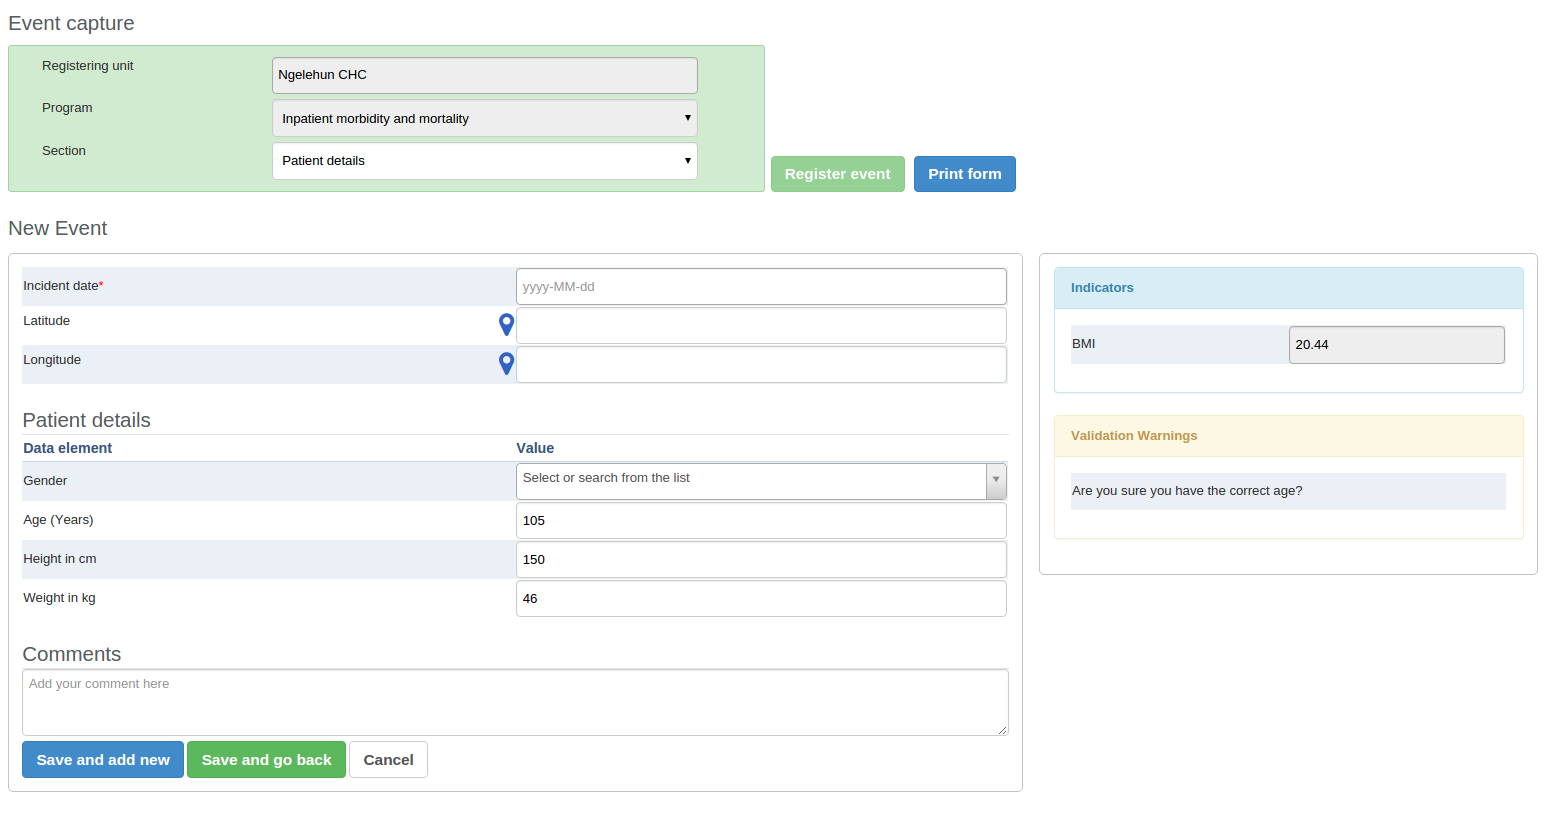 Event capture
Registering unit
Ngelehun CHC
Program
Inpatient morbidity and mortality
Section
Patient details
Register event
Print form
New Event
Incident date*
yyyy-MM-dd
Latitude
Longitude
Patient details
Data element
Value
Gender
Select or search from the list
Age (Years)
105
Height in cm
150
Weight in kg
46
Comments
Add your comment here
Save and add new
Save and go back
Cancel
Indicators
BMI
20.44
Validation Warnings
Are you sure you have the correct age?